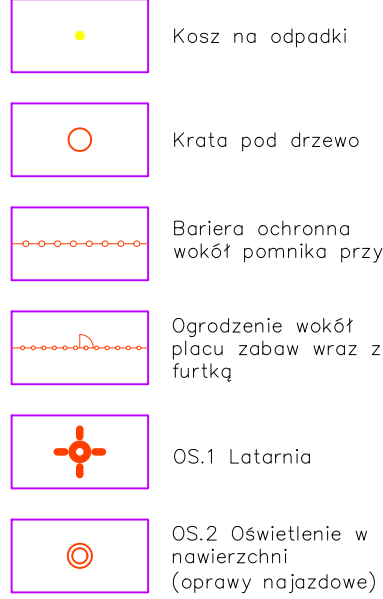 Kosz na odpadki
Krata pod drzewo
Bariera ochronna
wokół pomnika przy
Ogrodzenie wokół
placu zabaw wraz z
furtką
OS.1 Latarnia
OS.2 Oświetlenie w
nawierzchni
(oprawy najazdowe)